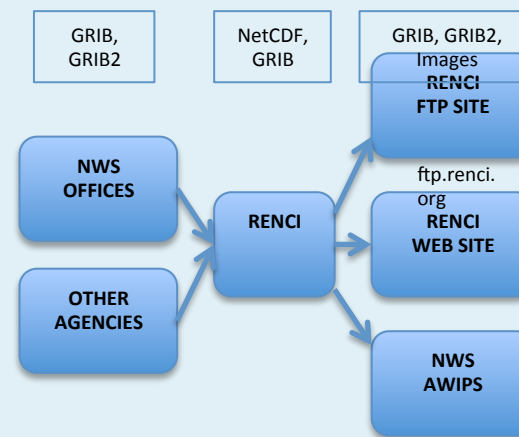 GRIB,
GRIB2
NetCDF,
GRIB
GRIB, GRIB2,
Images
RENCI
FTP SITE
NWS
OFFICES
ftp.renci.
org
RENCI
RENCI
WEB SITE
OTHER
AGENCIES
NWS
AWIPS